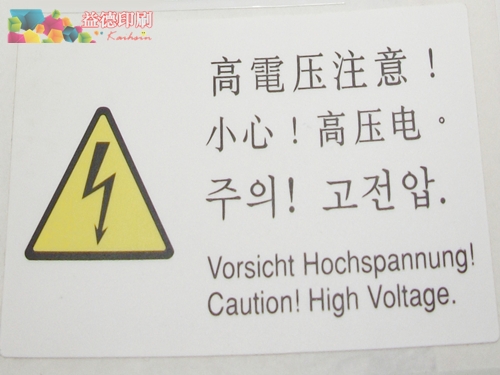 益德印刷
Karhsin
高電圧注意！
小心！高压电。
주의! 고전압.
Vorsicht Hochspannung!
Caution! High Voltage.